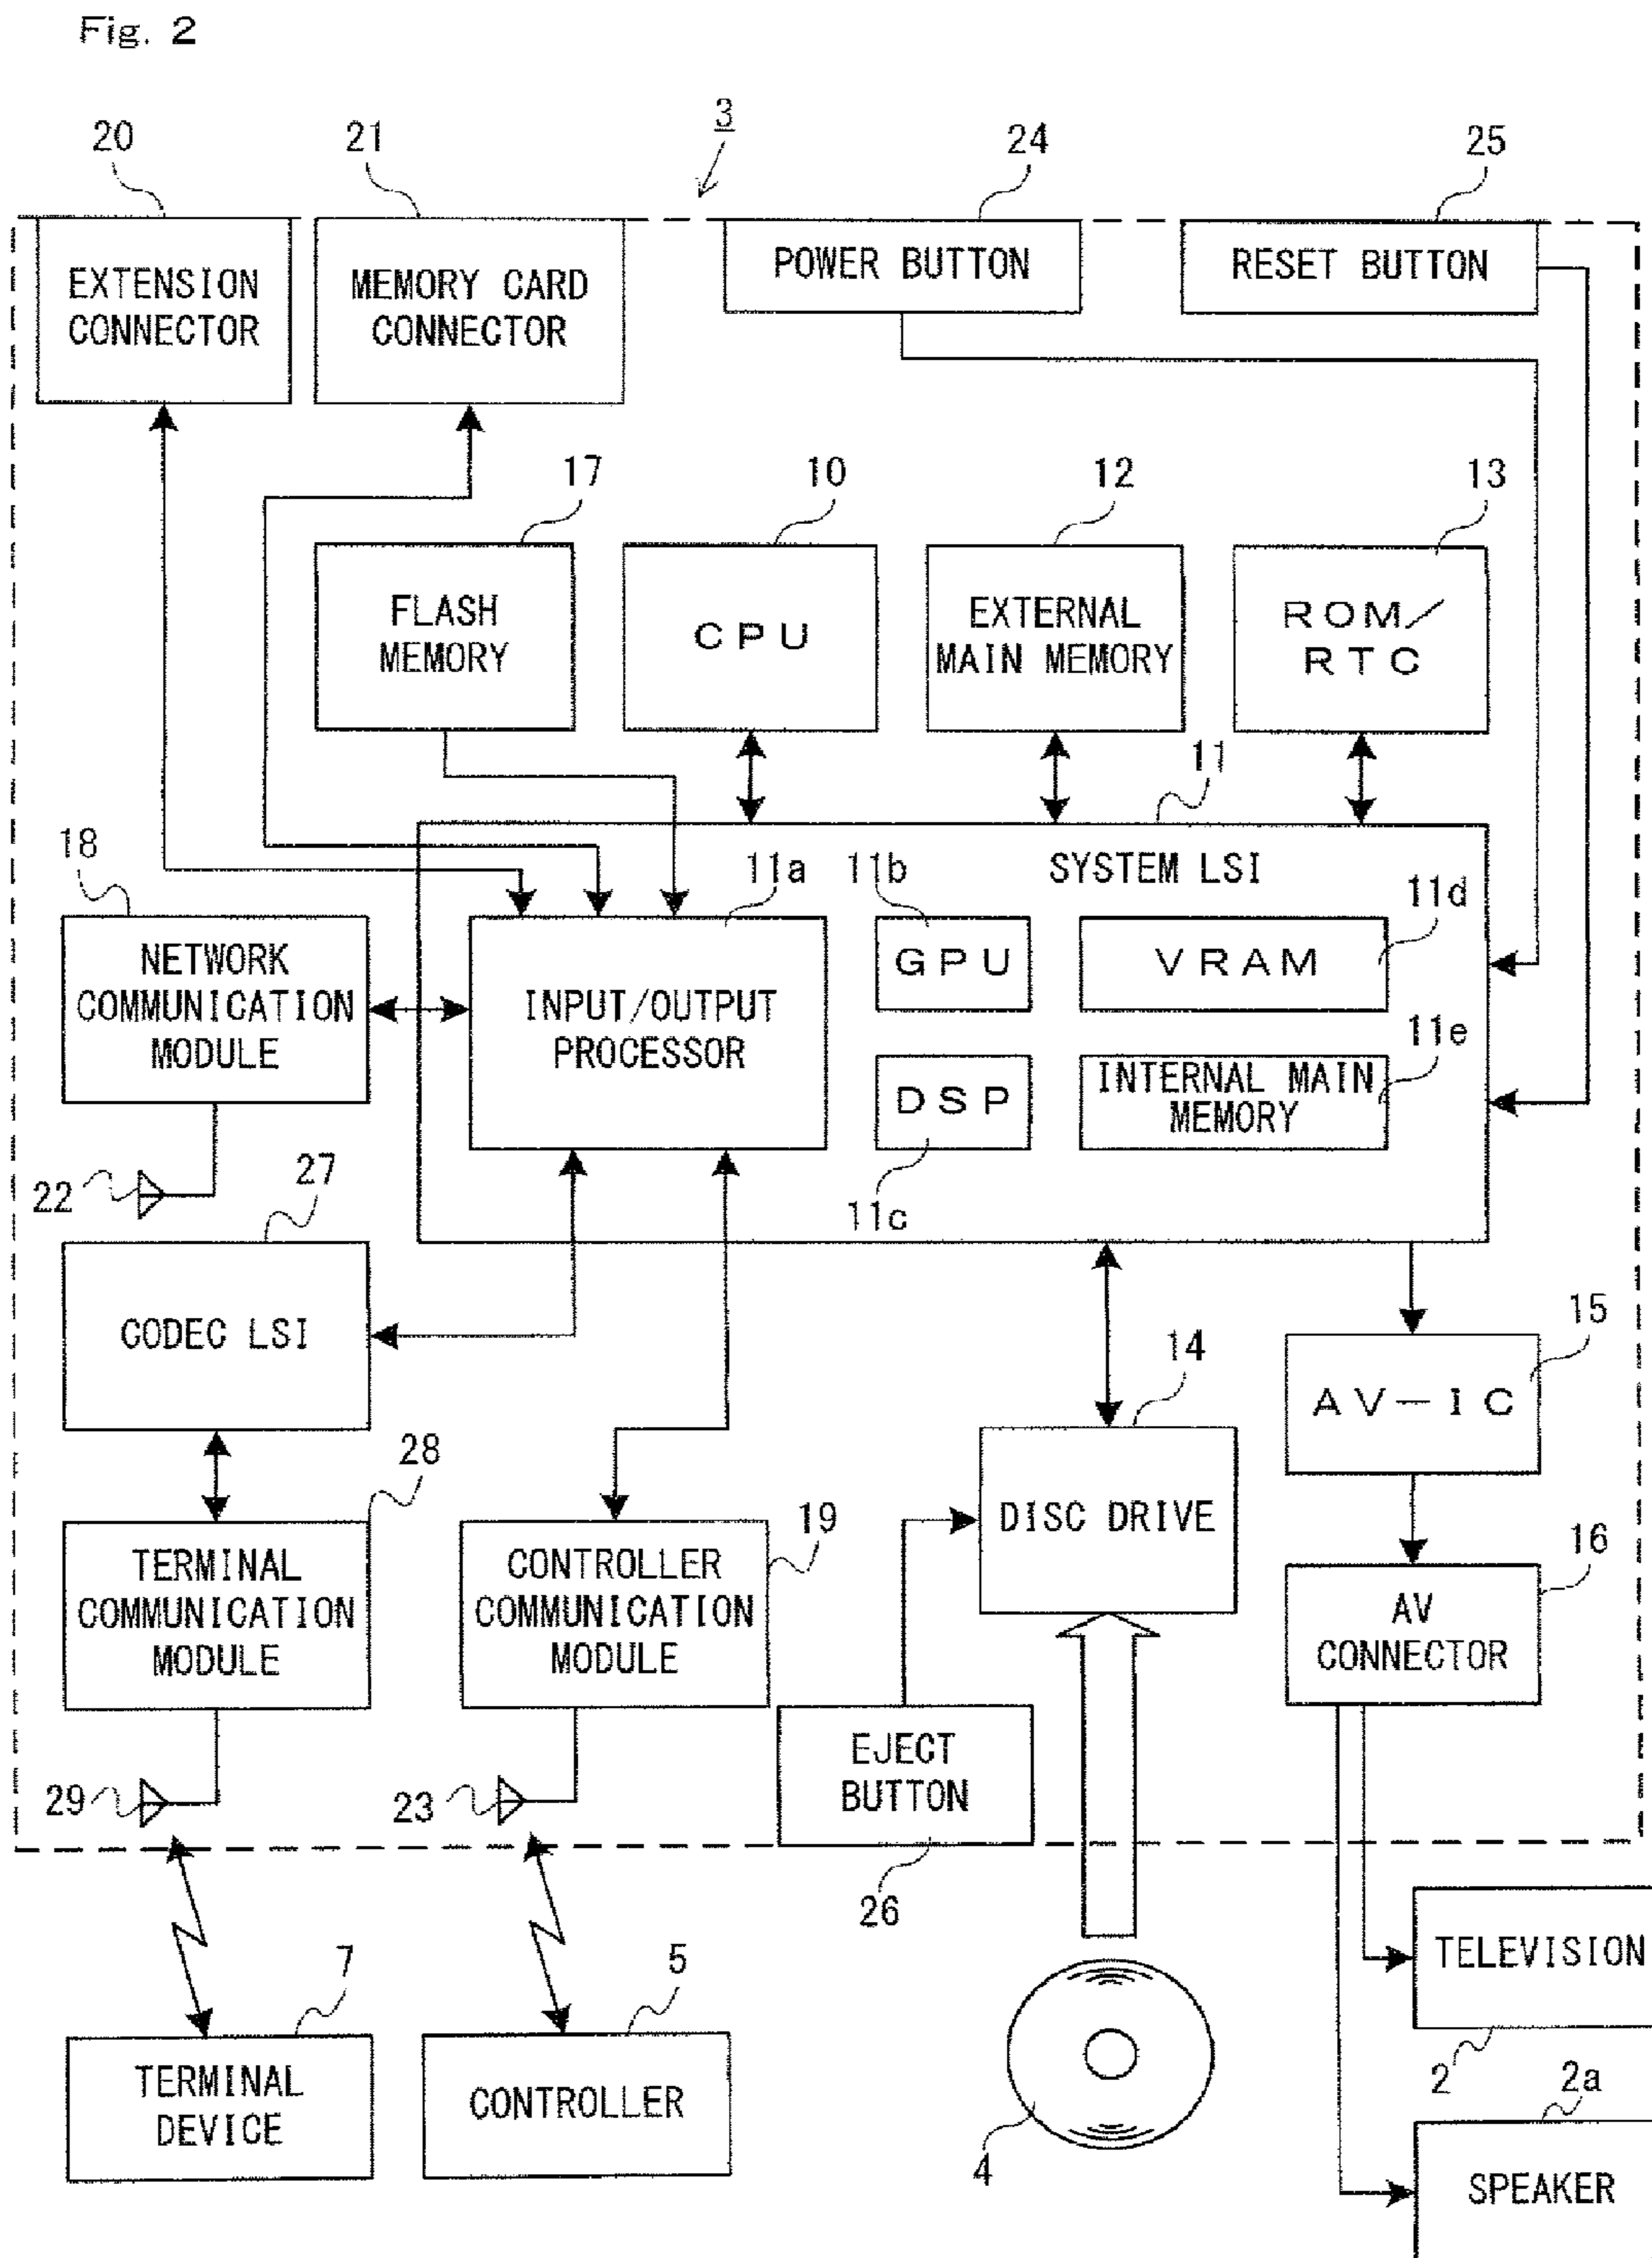 Fig. 2
3
20
21
24
25
EXTENSION
CONNECTOR
MEMORY CARD
CONNECTOR
POWER BUTTON
RESET BUTTON
17
10
12
13
FLASH
MEMORY
CPU
EXTERNAL
MAIN MEMORY
ROM/
RTC
11
18
11a
11b
SYSTEM LSI
11d
NETWORK
COMMUNICATION
MODULE
INPUT/OUTPUT
PROCESSOR
GPU
VRAM
11e
DSP
INTERNAL MAIN
MEMORY
22
27
11c
CODEC LSI
14
15
AV-IC
28
19
DISC DRIVE
16
TERMINAL
COMMUNICATION
MODULE
CONTROLLER
COMMUNICATION
MODULE
AV
CONNECTOR
EJECT
BUTTON
29
23
26
7
5
TELEVISION
2
TERMINAL
DEVICE
CONTROLLER
4
2a
SPEAKER